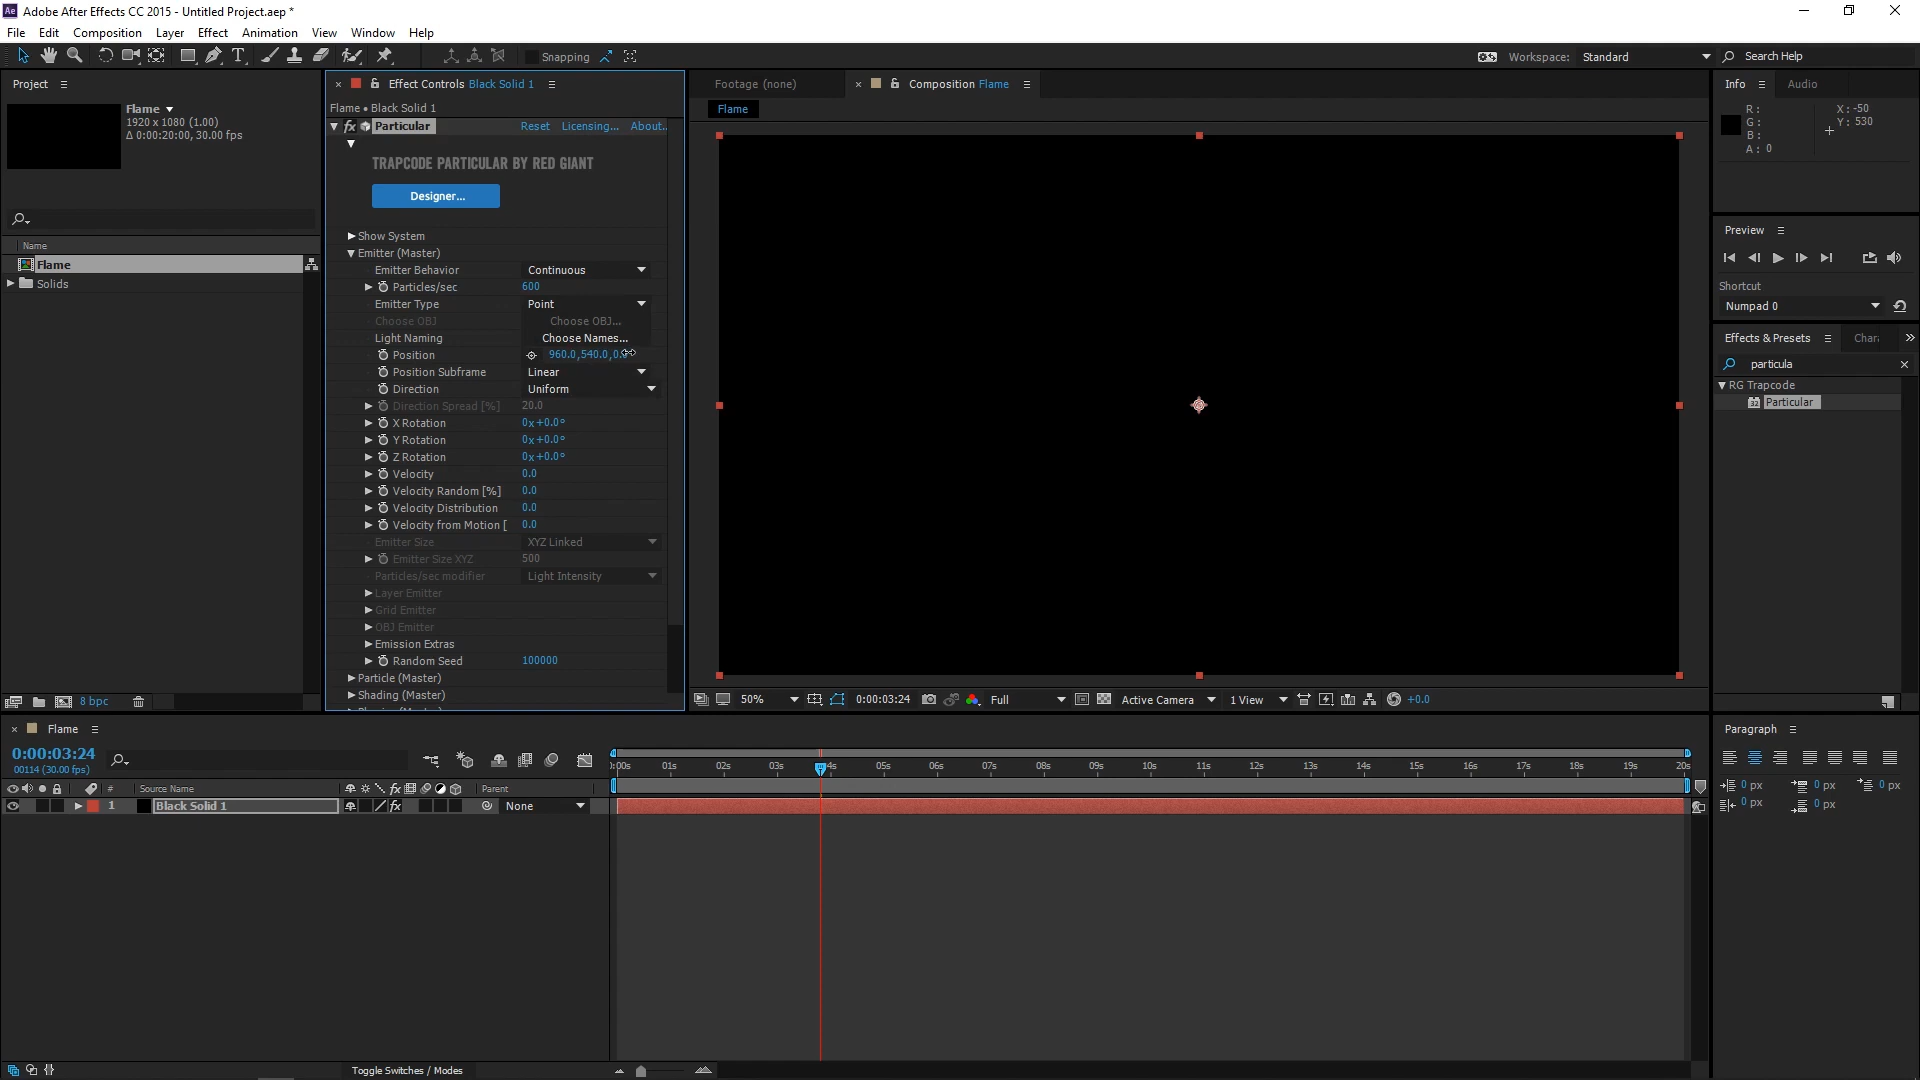 Adobe After Effects CC 2015 - Untitled Project.aep *
File Edit Composition Layer Effect Animation View Window Help
Snapping
Workspace: Standard
Search Help
Project
Flame
1920 x 1080 (1.00)
Δ 0:00:20:00, 30.00 fps
Name
Flame
Solids
8 bpc
Effect Controls Black Solid 1
Flame • Black Solid 1
fx Particular Reset Licensing... About..
TRAPCODE PARTICULAR BY RED GIANT
Designer...
Show System
Emitter (Master)
Emitter Behavior Continuous
Particles/sec 600
Emitter Type Point
Choose OBJ Choose OBJ...
Light Naming Choose Names...
Position 960.0,540.0,0.
Position Subframe Linear
Direction Uniform
Direction Spread [%] 20.0
X Rotation 0x+0.0°
Y Rotation 0x+0.0°
Z Rotation 0x+0.0°
Velocity 0.0
Velocity Random [%] 0.0
Velocity Distribution 0.0
Velocity from Motion [ 0.0
Emitter Size XYZ Linked
Emitter Size XYZ 500
Particles/sec modifier Light Intensity
Layer Emitter
Grid Emitter
OBJ Emitter
Emission Extras
Random Seed 100000
Particle (Master)
Shading (Master)
Footage (none)
Composition Flame
Flame
50% 0:00:03:24 Full Active Camera 1 View +0.0
Info Audio
R: X: -50
G: Y: 530
B:
A: 0
Preview
Shortcut
Numpad 0
Effects & Presets Char
particula
RG Trapcode
32 Particular
Flame
0:00:03:24
00114 (30.00 fps)
# Source Name fx Parent
1 Black Solid 1 fx None
):00s 01s 02s 03s 4s 05s 06s 07s 08s 09s 10s 11s 12s 13s 14s 15s 16s 17s 18s 19s 20s
Toggle Switches / Modes
Paragraph
0 px 0 px 0 px
0 px 0 px